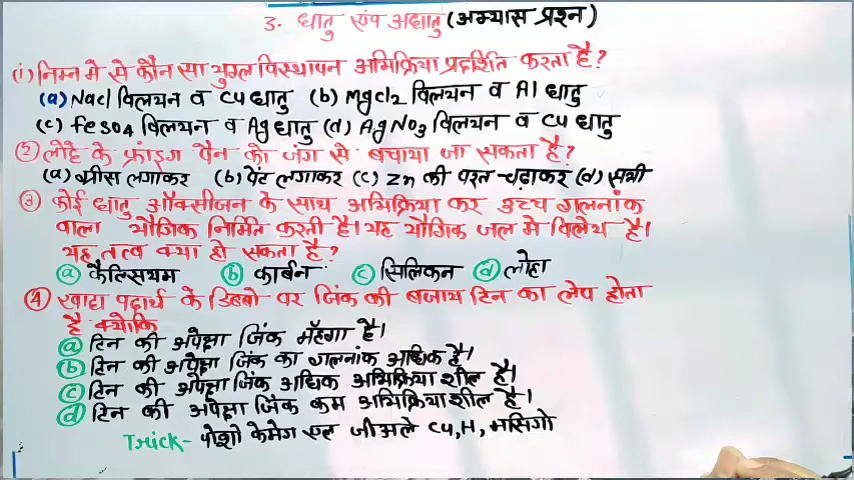 3. धातु एवं अधातु (अभ्यास प्रश्न)
(i) निम्न मे से कौन सा युगल विस्थापन अभिक्रिया प्रदर्शित करता है?
(a) Nacl विलयन व Cu धातु (b) MgCl2 विलयन व Al धातु
(c) feSO4 विलयन व Ag धातु (d) AgNO3 विलयन व Cu धातु
(2) लोहे के फ्राइंग पैन को जंग से बचाया जा सकता है?
(a) ग्रीस लगाकर (b) पेंट लगाकर (c) Zn की परत चढ़ाकर (d) सभी
(3) कोई धातु ऑक्सीजन के साथ अभिक्रिया कर उच्च गलनांक
वाला यौगिक निर्मित करती है। यह यौगिक जल मे विलेय है।
यह तत्व क्या हो सकता है?
(a) कैल्सियम (b) कार्बन (c) सिलिकन (d) लोहा
(4) खाद्य पदार्थ के डिब्बो पर जिंक की बजाय टिन का लेप होता
है क्योकि
(a) टिन की अपेक्षा जिंक मँहगा है।
(b) टिन की अपेक्षा जिंक का गलनांक अधिक है।
(c) टिन की अपेक्षा जिंक अधिक अभिक्रिया शील है।
(d) टिन की अपेक्षा जिंक कम अभिक्रियाशील है।
Trick- पोशो केमेग एल जीअले Cu, H, मसिगो